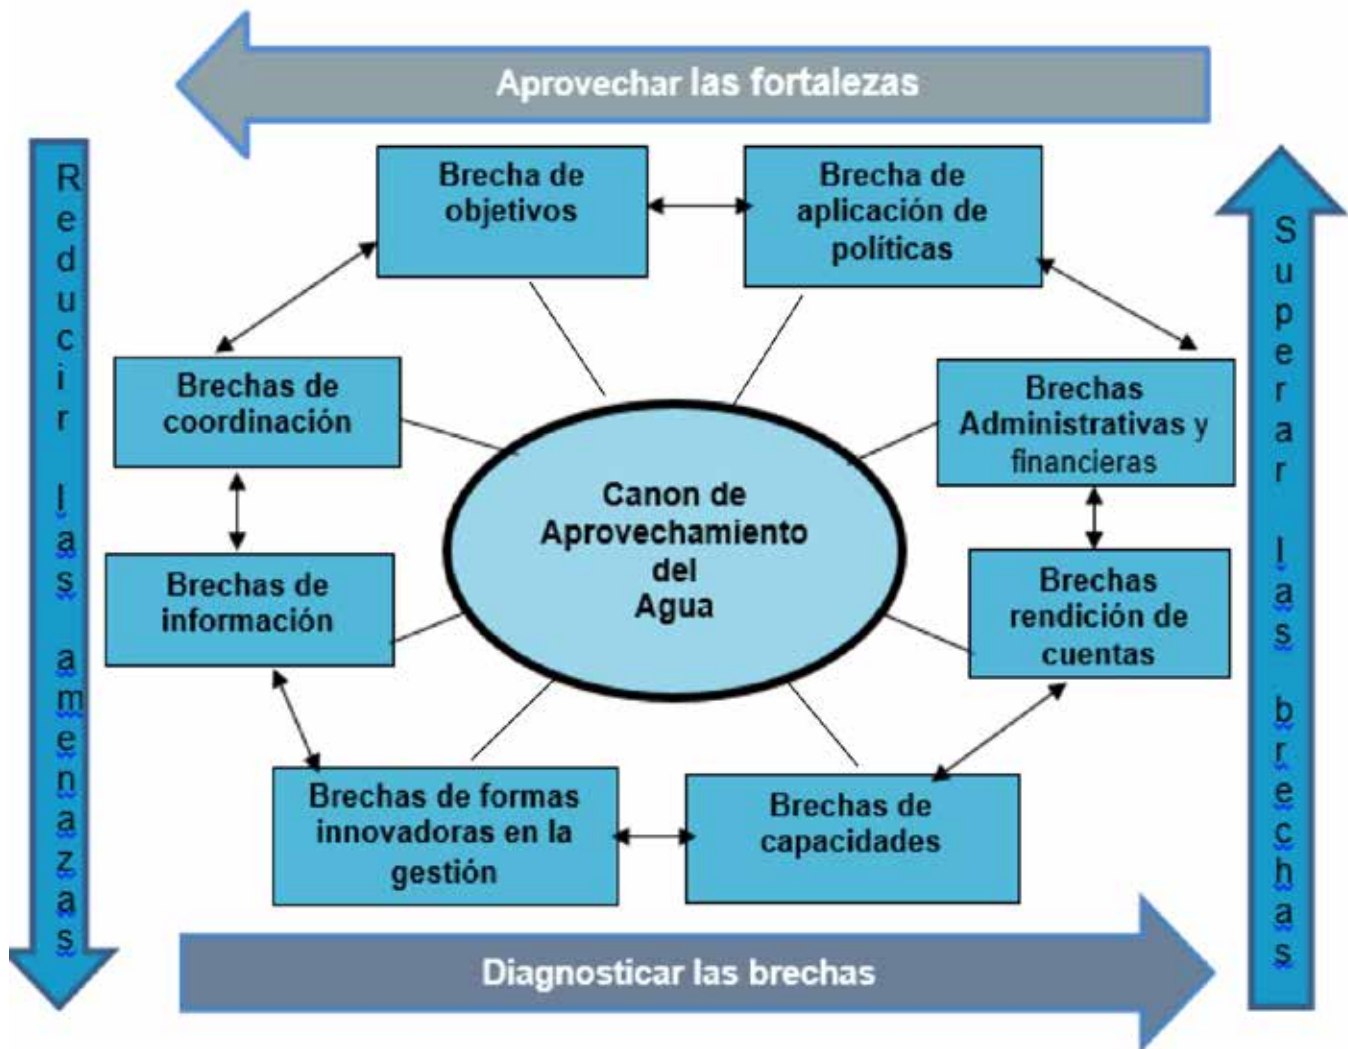 Aprovechar las fortalezas
Reducir las amenazas
Brecha de
objetivos
Brecha de
aplicación de
políticas
Superar las brechas
Brechas de
coordinación
Brechas
Administrativas y
financieras
Canon de
Aprovechamiento
del
Agua
Brechas de
información
Brechas
rendición de
cuentas
Brechas de formas
innovadoras en la
gestión
Brechas de
capacidades
Diagnosticar las brechas